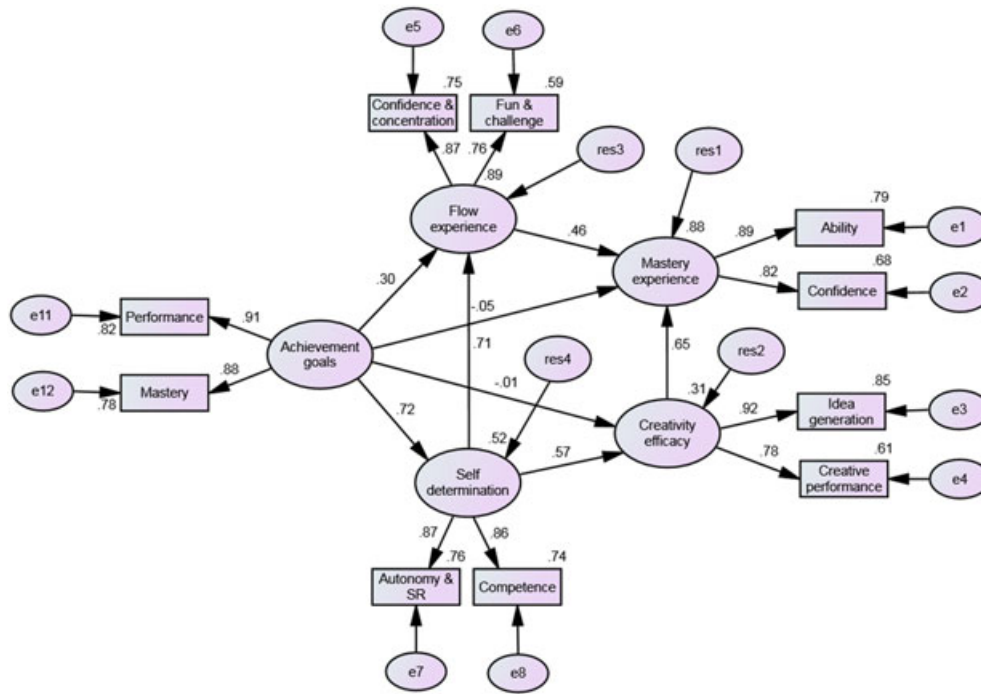 e5
e6
.75
.59
Confidence &
concentration
Fun &
challenge
.87
.76
res3
res1
.89
Flow
experience
.79
.46
.88
.89
Ability
e1
Mastery
experience
.68
.82
Confidence
e2
.30
e11
Performance
.82
.91
-.05
Achievement
goals
.71
.65
res4
res2
e12
Mastery
.78
.88
-.01
.31
.85
.72
.92
Idea
generation
e3
Creativity
efficacy
.52
.57
.78
.61
Self
determination
Creative
performance
e4
.87
.86
.76
.74
Autonomy &
SR
Competence
e7
e8